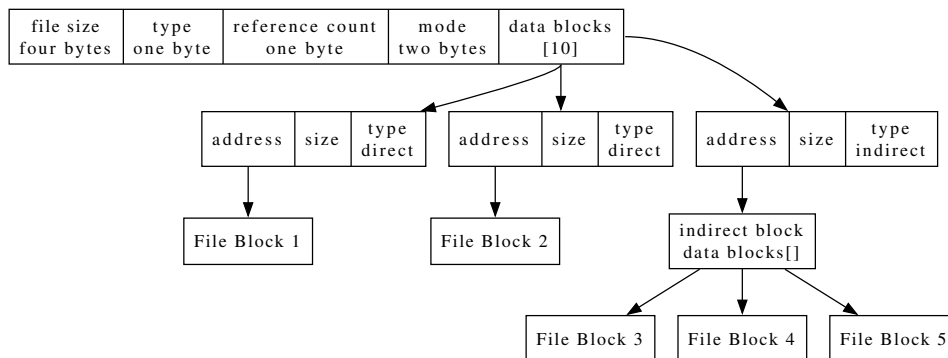 file size
four bytes
type
one byte
reference count
one byte
mode
two bytes
data blocks
[10]
address
size
type
direct
address
size
type
direct
address
size
type
indirect
File Block 1
File Block 2
indirect block
data blocks[]
File Block 3
File Block 4
File Block 5